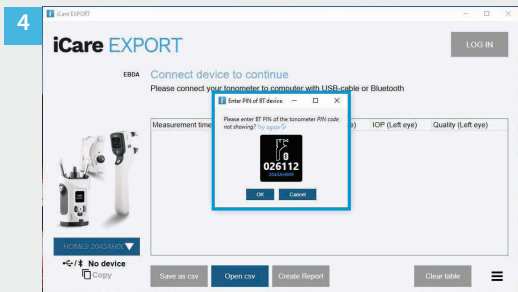 4
iCare EXPORT
iCare EXPORT
LOG IN
EBDA
Connect device to continue
Please connect your tonometer to computer with USB-cable or Bluetooth
Enter PIN of BT device
Please enter BT PIN of the tonometer PIN code
not showing? Try again
Measurement time
IOP (Left eye)
Quality (Left eye)
026112
2043AH009
OK
Cancel
HOME2 2043AH0
No device
Copy
Save as csv
Open csv
Create Report
Clear table